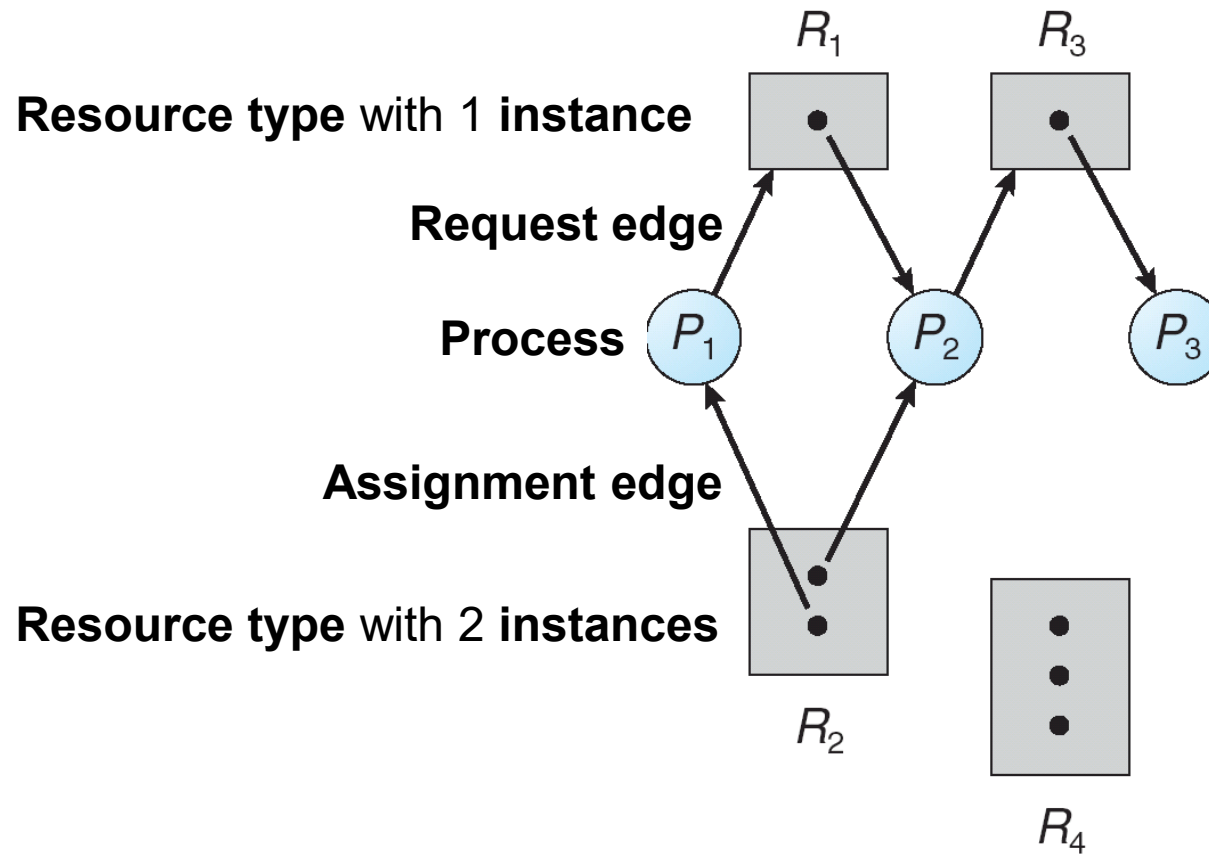 R₁ R₃
Resource type with 1 instance
Request edge
Process P₁ P₂ P₃
Assignment edge
Resource type with 2 instances
R₂
R₄